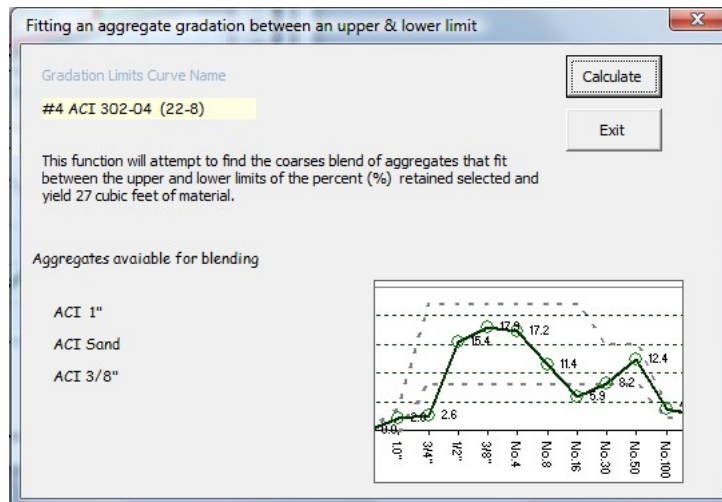 Fitting an aggregate gradation between an upper & lower limit
Gradation Limits Curve Name
#4 ACI 302-04 (22-8)
Calculate
Exit
This function will attempt to find the coarses blend of aggregates that fit
between the upper and lower limits of the percent (%) retained selected and
yield 27 cubic feet of material.
Aggregates avaiable for blending
ACI 1"
ACI Sand
ACI 3/8"
0.0
2.6
15.4
17.2
11.4
5.9
8.2
12.4
1.0"
3/4"
1/2"
3/8"
No.4
No.8
No.16
No.30
No.50
No.100